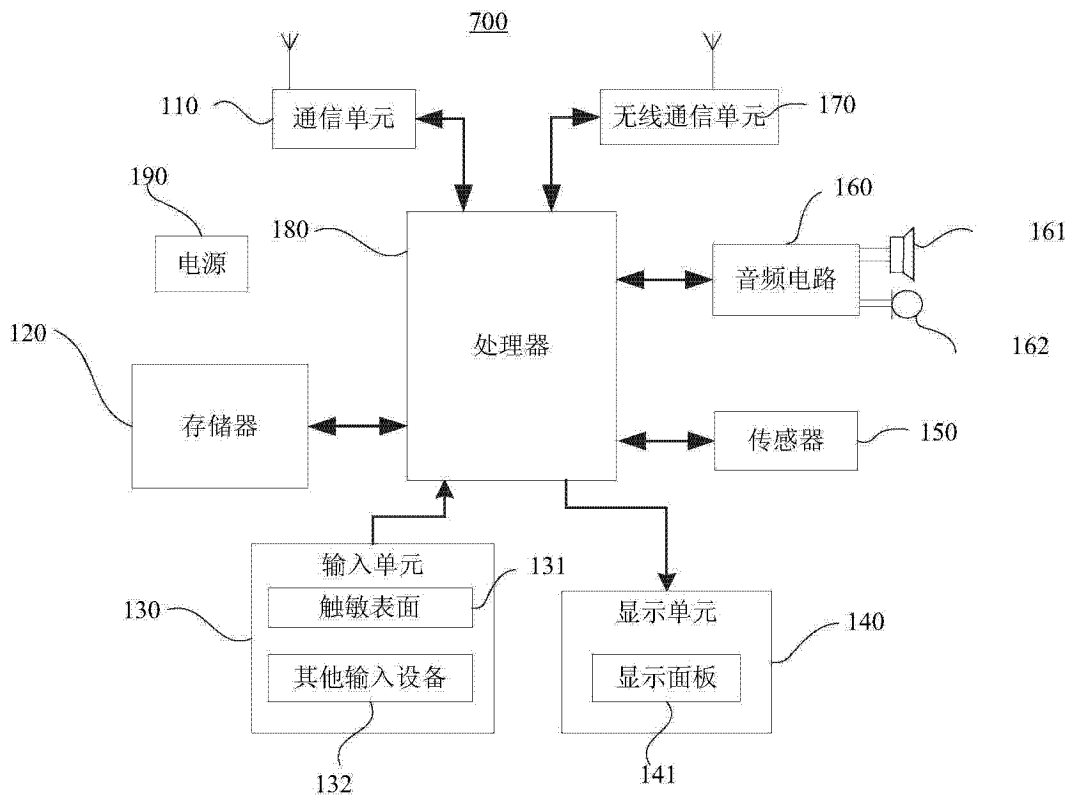 700
110
通信单元
无线通信单元
170
190
电源
180
160
161
音频电路
处理器
162
120
存储器
传感器
150
输入单元
131
130
触敏表面
其他输入设备
132
显示单元
140
显示面板
141